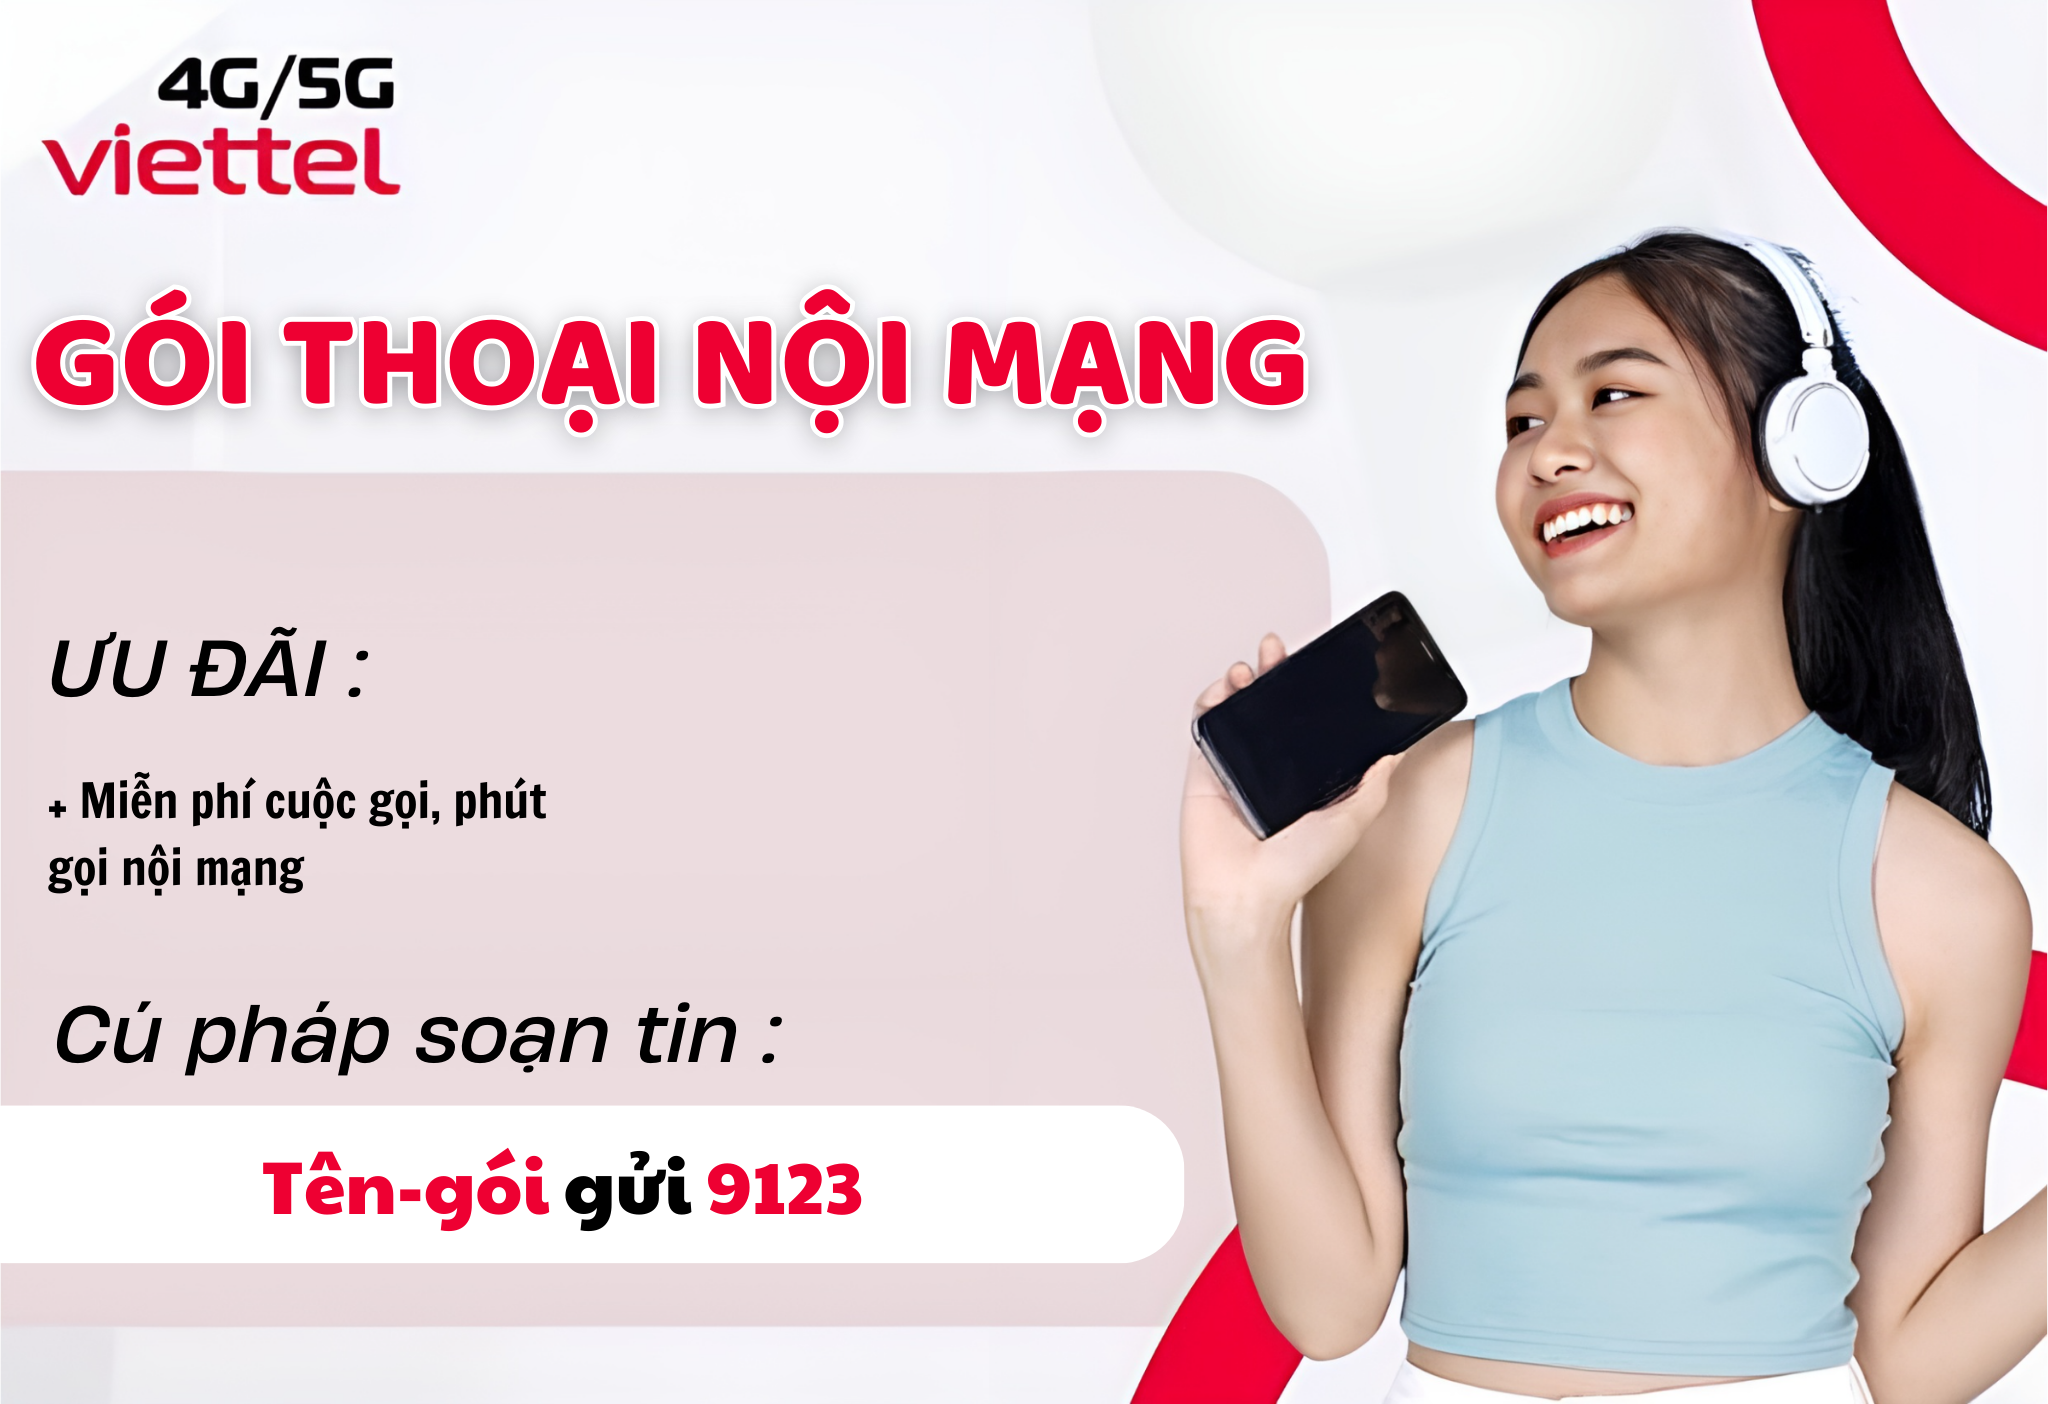 4G/5G
viettel
GÓI THOẠI NỘI MẠNG
ƯU ĐÃI :
+ Miễn phí cuộc gọi, phút
gọi nội mạng
Cú pháp soạn tin :
Tên-gói gửi 9123